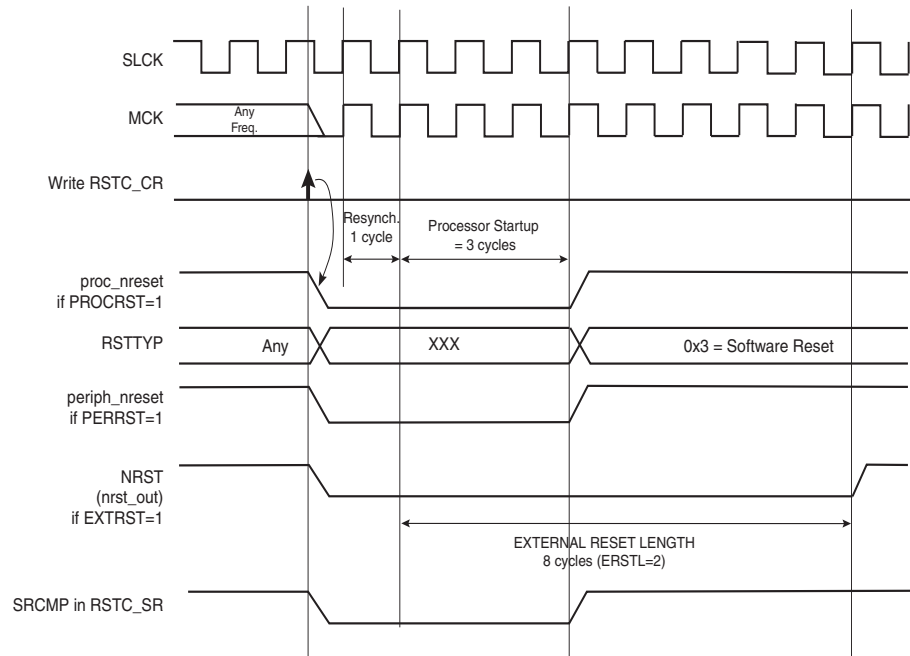 SLCK
MCK
Any
Freq.
Write RSTC_CR
Resynch.
1 cycle
Processor Startup
= 3 cycles
proc_nreset
if PROCRST=1
RSTTYP
Any
XXX
0x3 = Software Reset
periph_nreset
if PERRST=1
NRST
(nrst_out)
if EXTRST=1
EXTERNAL RESET LENGTH
8 cycles (ERSTL=2)
SRCMP in RSTC_SR